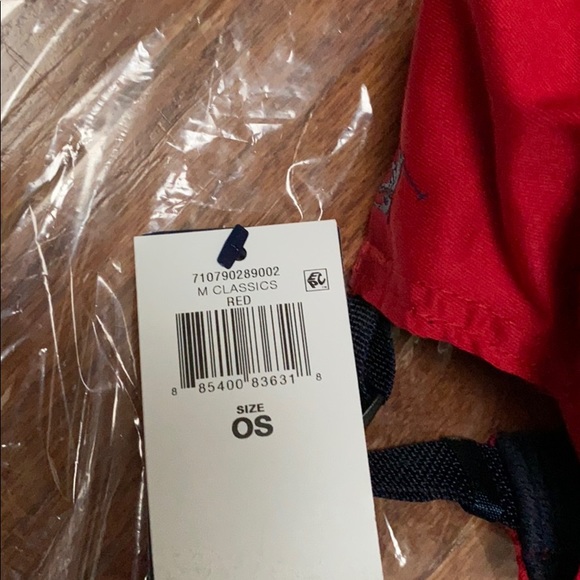 710790289002
M CLASSICS
RED
8 85400 83631 8
SIZE
OS